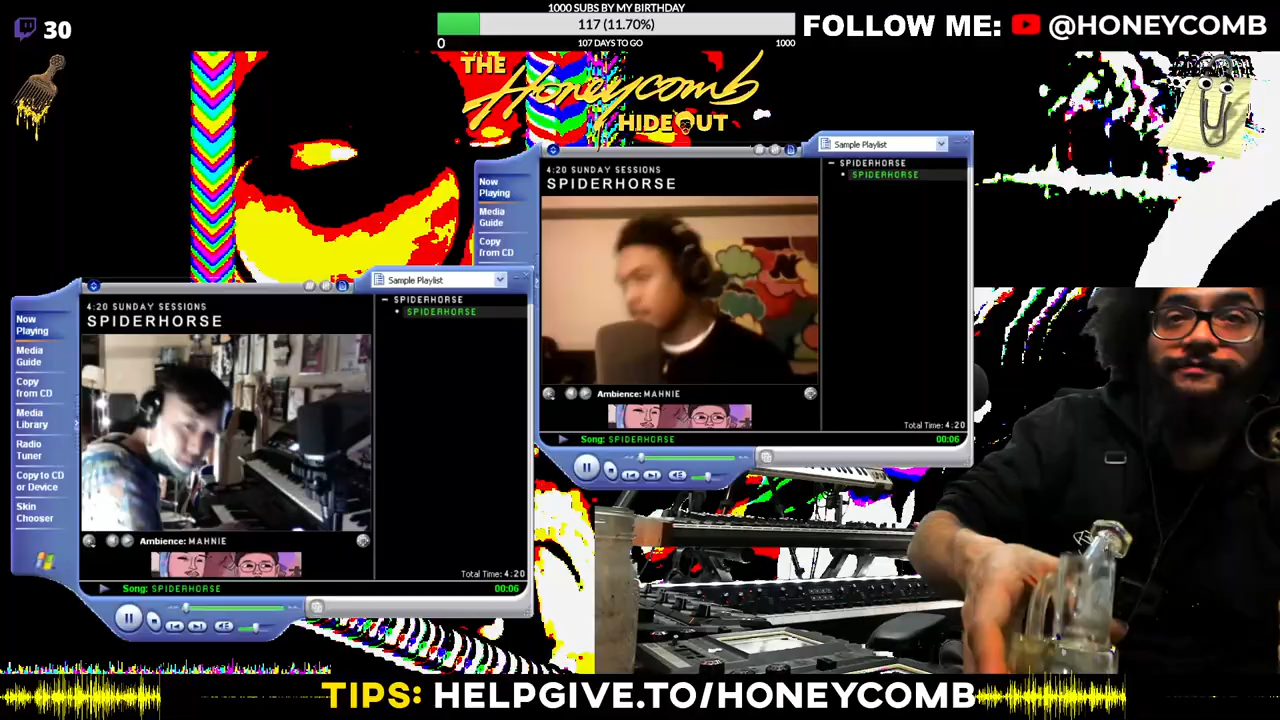 30
1000 SUBS BY MY BIRTHDAY
117 (11.70%)
0
107 DAYS TO GO
1000
FOLLOW ME: @HONEYCOMB
THE
Honeycomb
HIDEOUT
Sample Playlist
4:20 SUNDAY SESSIONS
SPIDERHORSE
SPIDERHORSE
SPIDERHORSE
Now
Playing
Media
Guide
Copy
from CD
Ambience: MAHNIE
Total Time: 4:20
Song: SPIDERHORSE
00:06
Sample Playlist
4:20 SUNDAY SESSIONS
SPIDERHORSE
SPIDERHORSE
SPIDERHORSE
Now
Playing
Media
Guide
Copy
from CD
Media
Library
Radio
Tuner
Copy to CD
or Device
Skin
Chooser
Ambience: MAHNIE
Total Time: 4:20
Song: SPIDERHORSE
00:06
TIPS: HELPGIVE.TO/HONEYCOMB